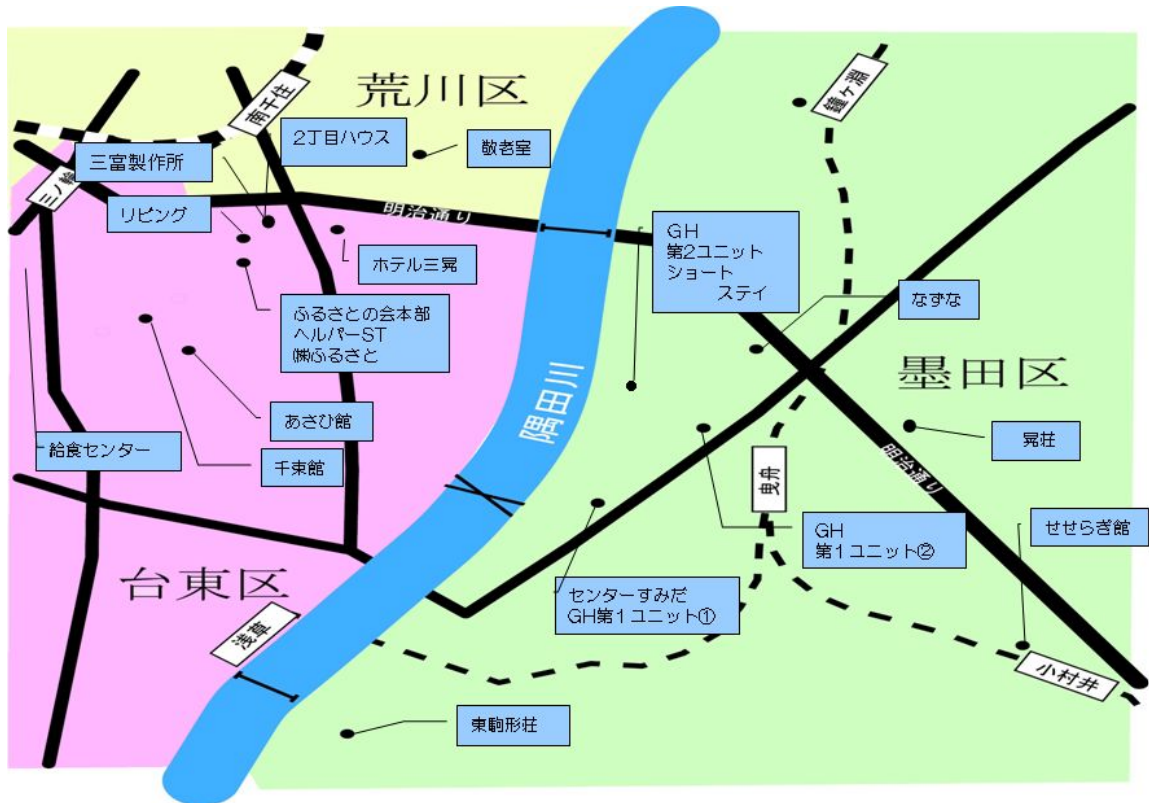 荒川区
鐘ヶ淵
南千住
2丁目ハウス
敬老室
三富製作所
三ノ輪
リビング
明治通り
GH
第2ユニット
ショート
ステイ
ホテル三晃
なずな
ふるさとの会本部
ヘルパーST
㈱ふるさと
墨田区
隅田川
あさひ館
給食センター
千束館
晃荘
明治通り
曳舟
GH
第1ユニット②
せせらぎ館
台東区
センターすみだ
GH第1ユニット①
浅草
小村井
東駒形荘